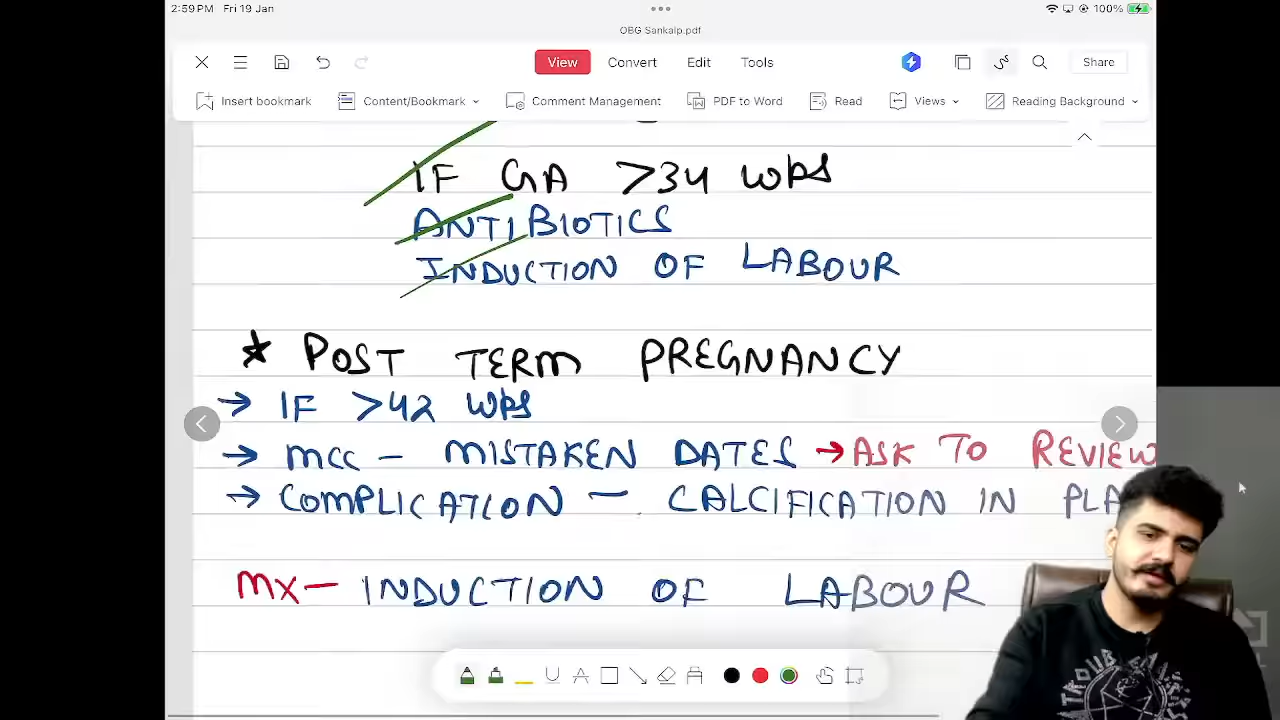 2:59 PM Fri 19 Jan
100%
OBG Sankalp.pdf
View Convert Edit Tools Share
Insert bookmark Content/Bookmark Comment Management PDF to Word Read Views Reading Background
IF GA >34 WKS
ANTIBIOTICS
INDUCTION OF LABOUR
* POST TERM PREGNANCY
→ IF >42 WKS
→ MCC - MISTAKEN DATES → ASK TO REVIEW
→ COMPLICATION - CALCIFICATION IN
MX - INDUCTION OF LABOUR